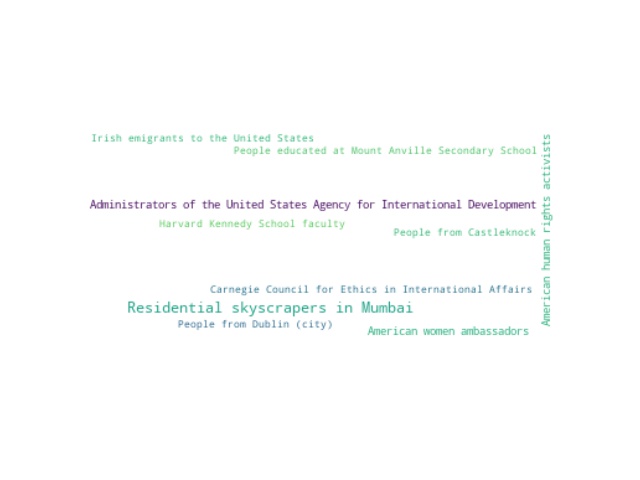 Irish emigrants to the United States
People educated at Mount Anville Secondary School
American human rights activists
Administrators of the United States Agency for International Development
Harvard Kennedy School faculty
People from Castleknock
Carnegie Council for Ethics in International Affairs
Residential skyscrapers in Mumbai
People from Dublin (city)
American women ambassadors